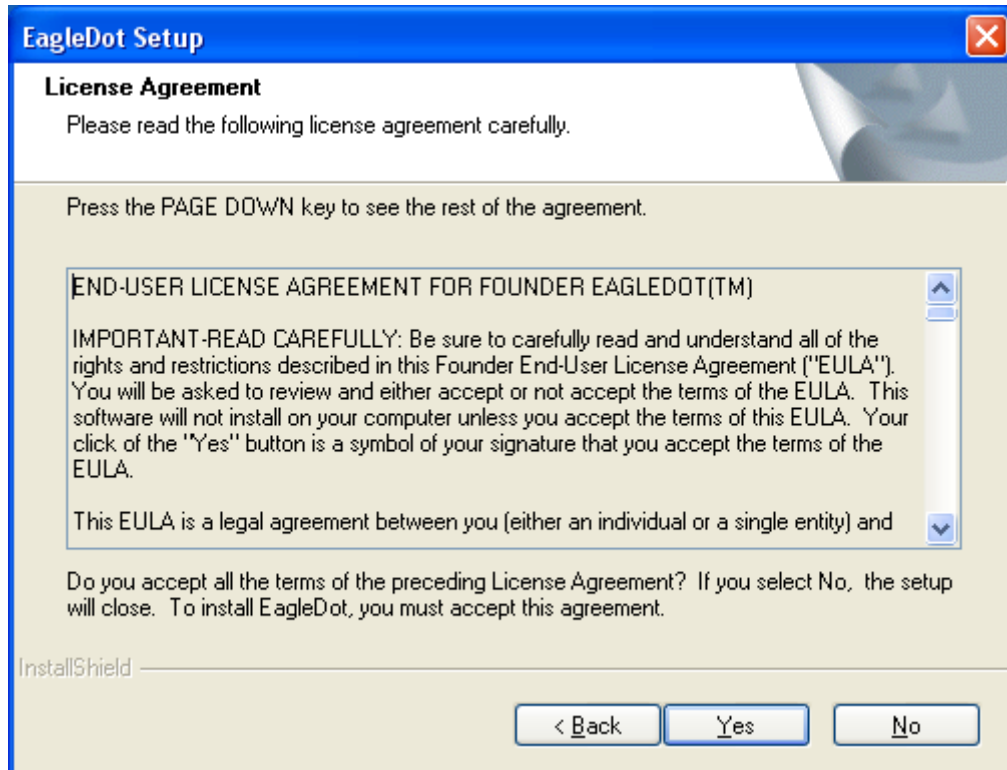 EagleDot Setup
License Agreement
Please read the following license agreement carefully.
Press the PAGE DOWN key to see the rest of the agreement.
END-USER LICENSE AGREEMENT FOR FOUNDER EAGLEDOT(TM)
IMPORTANT-READ CAREFULLY: Be sure to carefully read and understand all of the
rights and restrictions described in this Founder End-User License Agreement ("EULA").
You will be asked to review and either accept or not accept the terms of the EULA.  This
software will not install on your computer unless you accept the terms of this EULA.  Your
click of the "Yes" button is a symbol of your signature that you accept the terms of the
EULA.
This EULA is a legal agreement between you (either an individual or a single entity) and
Do you accept all the terms of the preceding License Agreement?  If you select No,  the setup
will close.  To install EagleDot, you must accept this agreement.
InstallShield
< Back
Yes
No